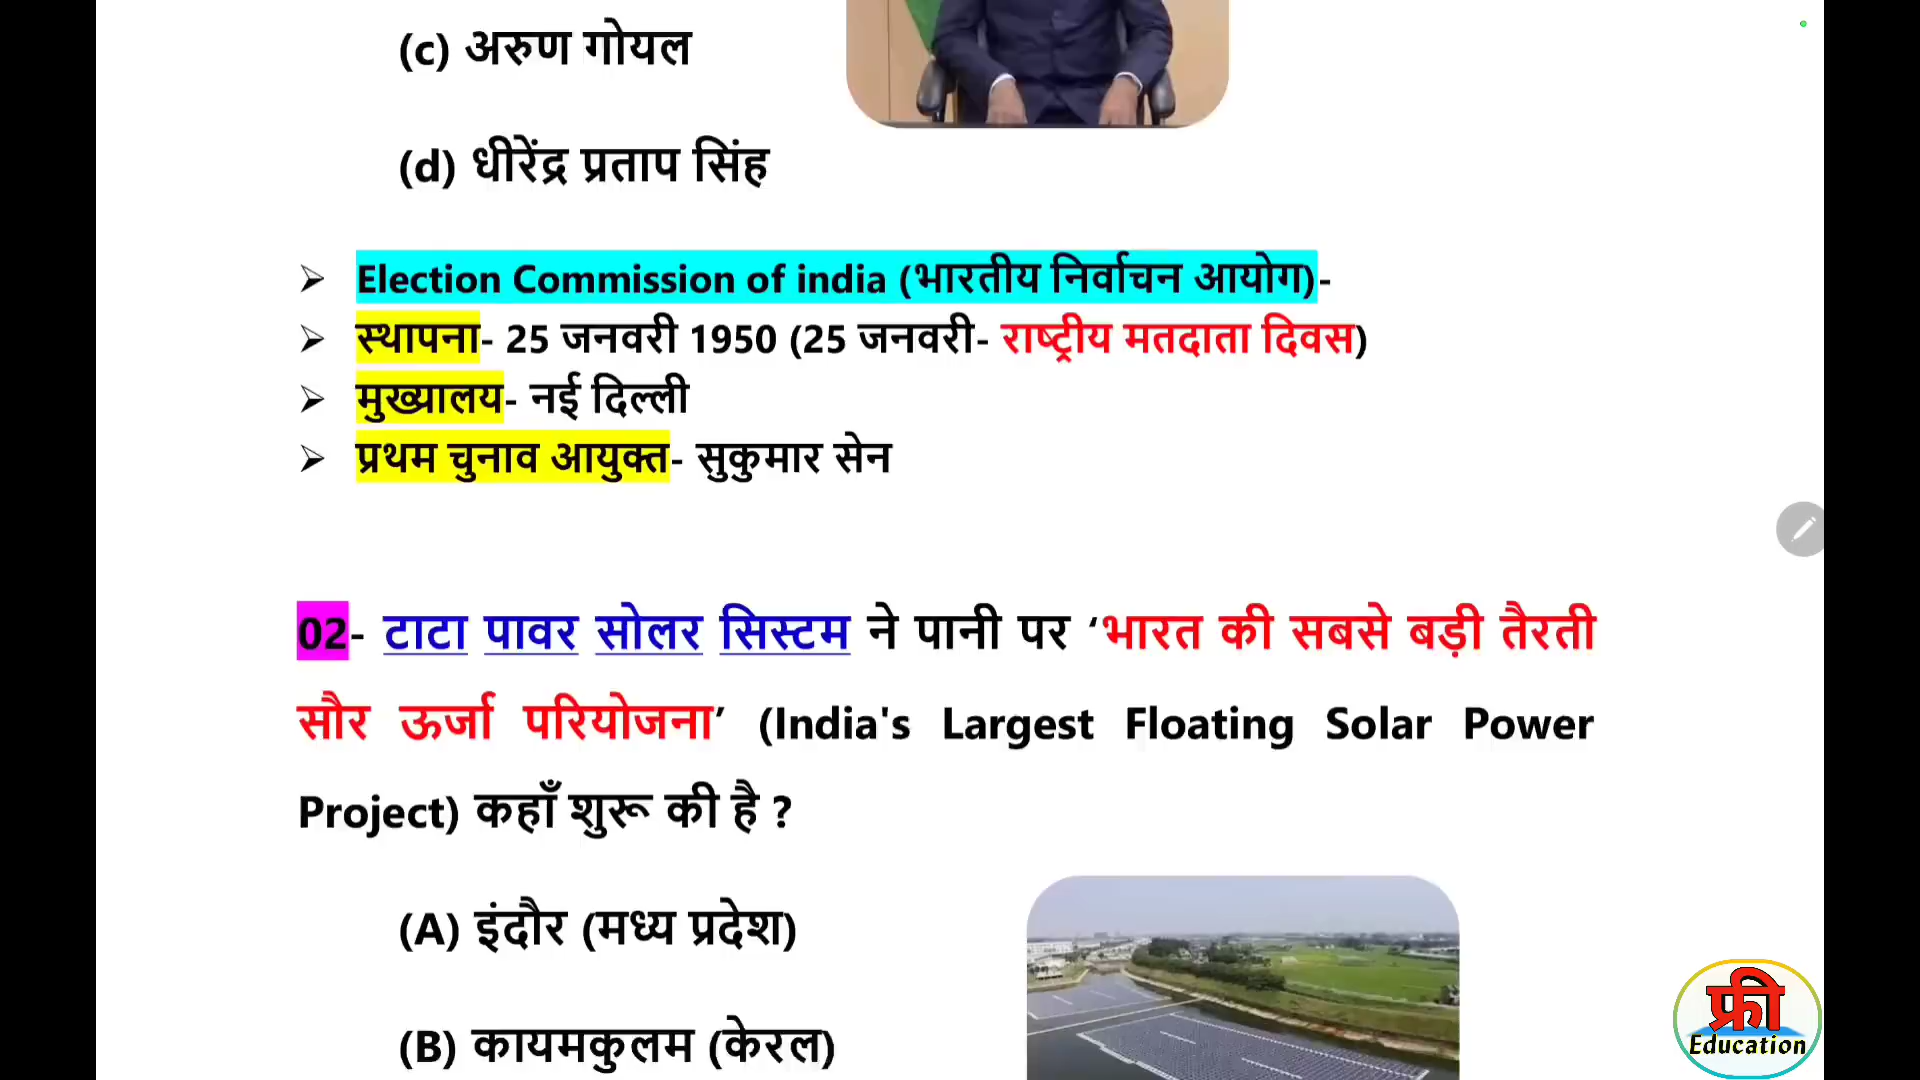 (c) अरुण गोयल
(d) धीरेंद्र प्रताप सिंह
Election Commission of india (भारतीय निर्वाचन आयोग)-
स्थापना- 25 जनवरी 1950 (25 जनवरी- राष्ट्रीय मतदाता दिवस)
मुख्यालय- नई दिल्ली
प्रथम चुनाव आयुक्त- सुकुमार सेन
02- टाटा पावर सोलर सिस्टम ने पानी पर ‘भारत की सबसे बड़ी तैरती
सौर ऊर्जा परियोजना’ (India's Largest Floating Solar Power
Project) कहाँ शुरू की है ?
(A) इंदौर (मध्य प्रदेश)
(B) कायमकुलम (केरल)
फ्री
Education